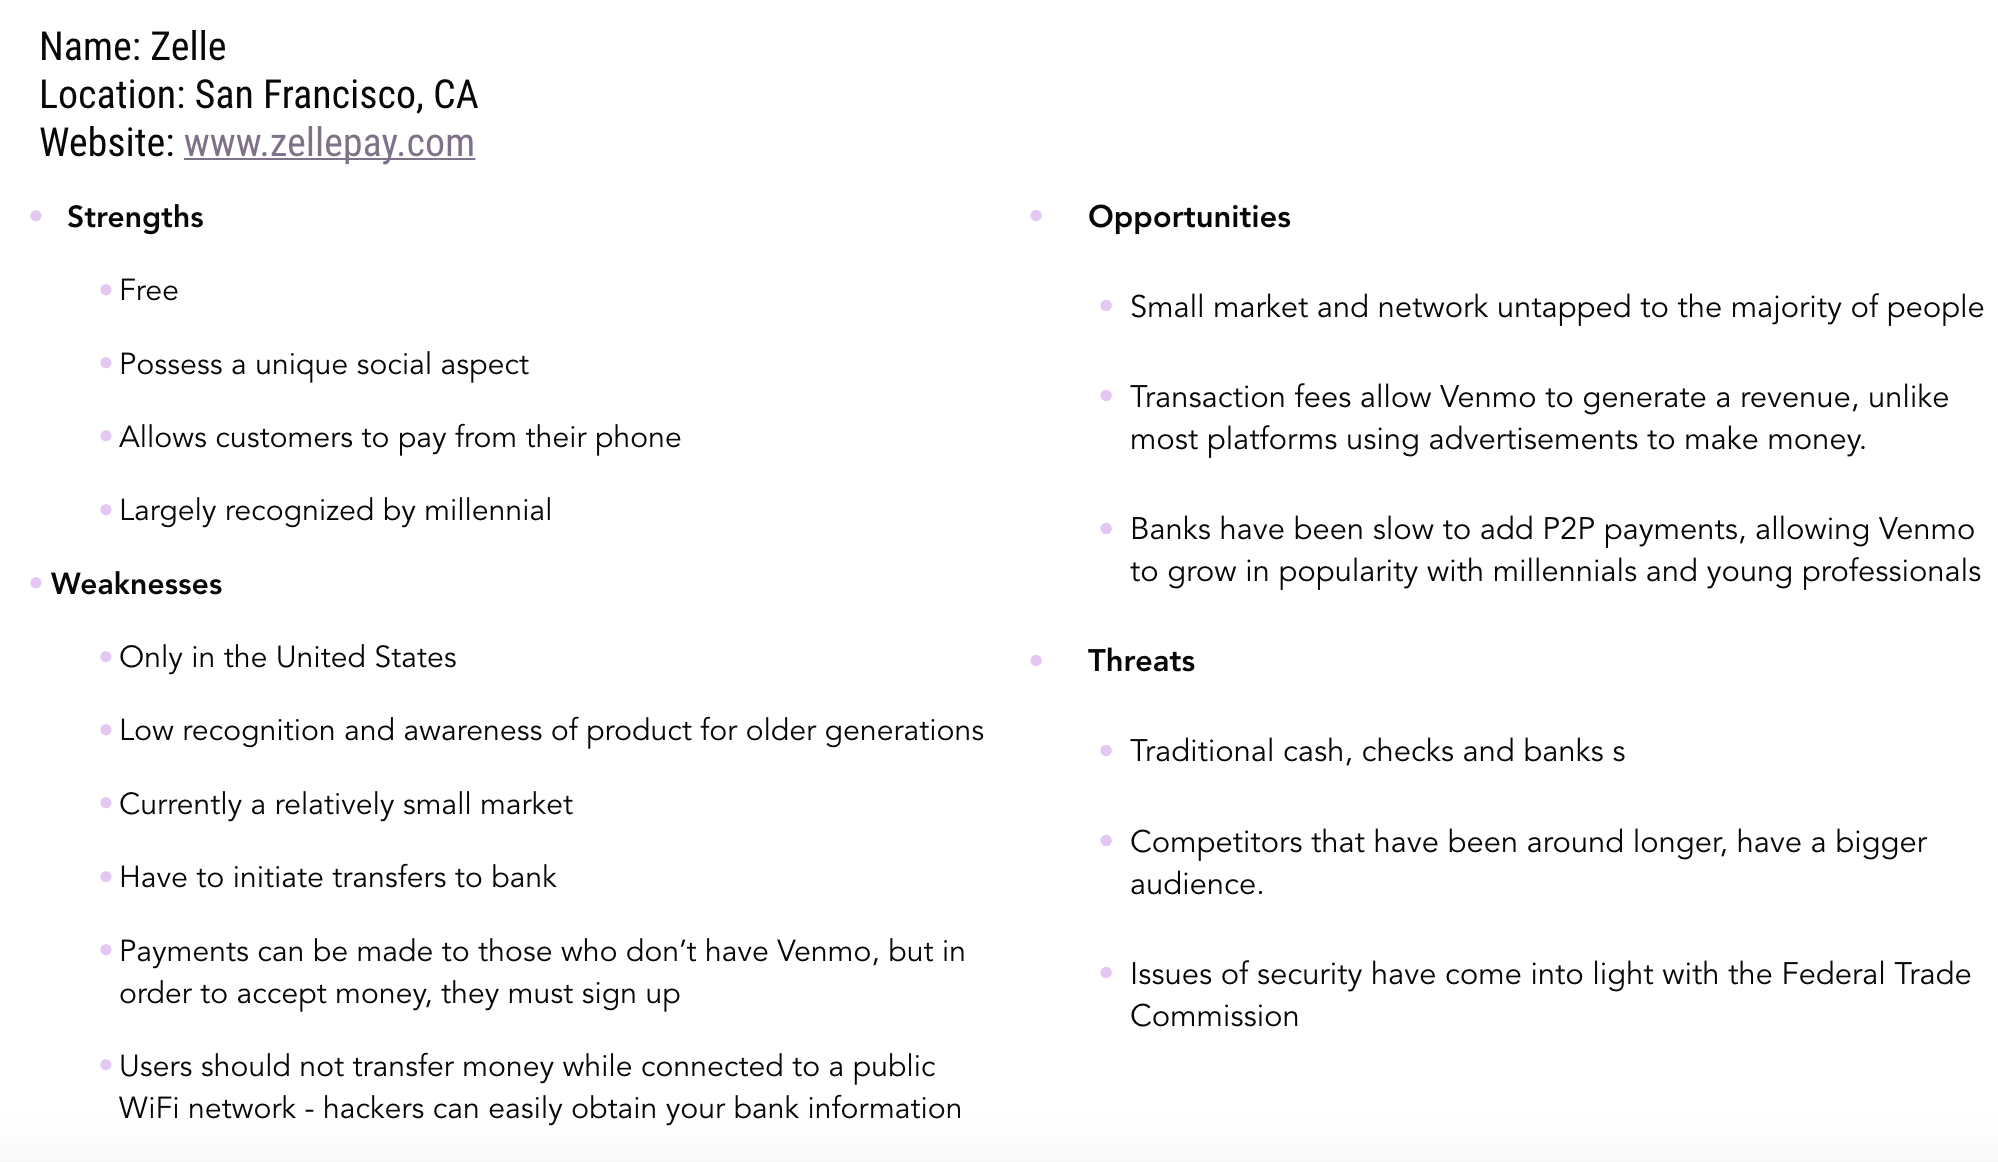 Name: Zelle
Location: San Francisco, CA
Website: www.zellepay.com
Strengths
Free
Possess a unique social aspect
Allows customers to pay from their phone
Largely recognized by millennial
Weaknesses
Only in the United States
Low recognition and awareness of product for older generations
Currently a relatively small market
Have to initiate transfers to bank
Payments can be made to those who don’t have Venmo, but in
order to accept money, they must sign up
Users should not transfer money while connected to a public
WiFi network - hackers can easily obtain your bank information
Opportunities
Small market and network untapped to the majority of people
Transaction fees allow Venmo to generate a revenue, unlike
most platforms using advertisements to make money.
Banks have been slow to add P2P payments, allowing Venmo
to grow in popularity with millennials and young professionals
Threats
Traditional cash, checks and banks s
Competitors that have been around longer, have a bigger
audience.
Issues of security have come into light with the Federal Trade
Commission